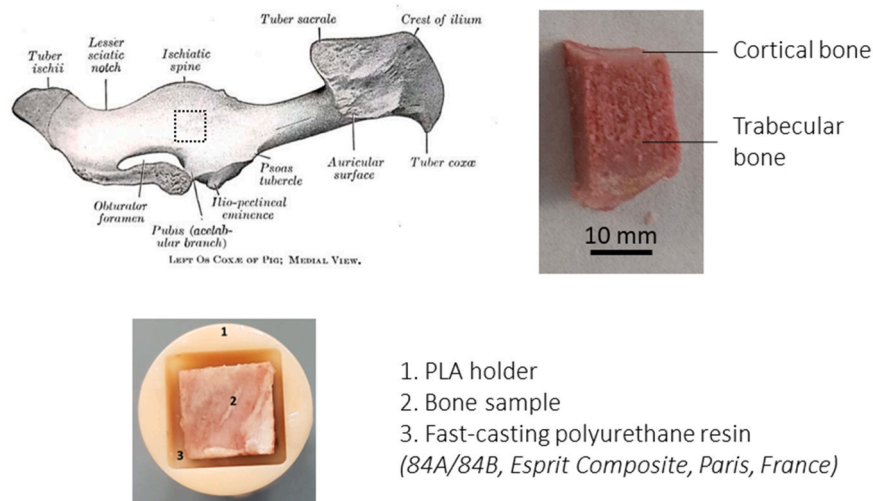 Tuber sacrale
Crest of ilium
Lesser
sciatic
notch
Ischiatic
spine
Tuber
ischii
Cortical bone
Trabecular
bone
Auricular
surface
Tuber coxæ
Psoas
tubercle
Obturator
foramen
Ilio-pectineal
eminence
Pubis (acetab-
ular branch)
LEFT OS COXÆ OF PIG; MEDIAL VIEW.
10 mm
1
2
3
1. PLA holder
2. Bone sample
3. Fast-casting polyurethane resin
(84A/84B, Esprit Composite, Paris, France)